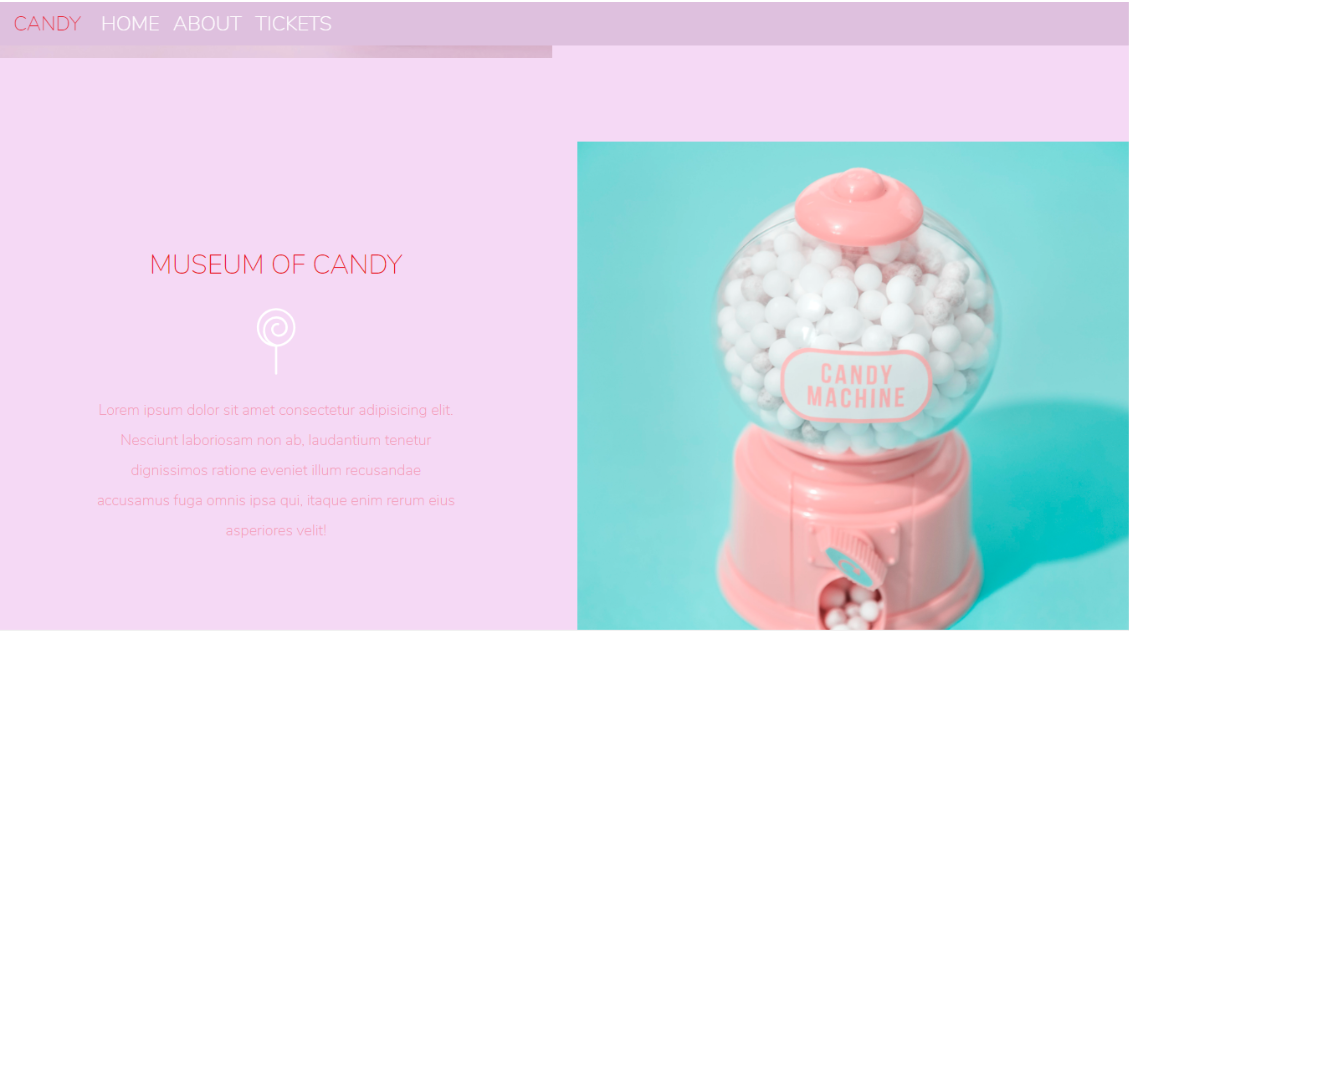 CANDY HOME ABOUT TICKETS
MUSEUM OF CANDY
Lorem ipsum dolor sit amet consectetur adipisicing elit.
Nesciunt laboriosam non ab, laudantium tenetur
dignissimos ratione eveniet illum recusandae
accusamus fuga omnis ipsa qui, itaque enim rerum eius
asperiores velit!
CANDY
MACHINE